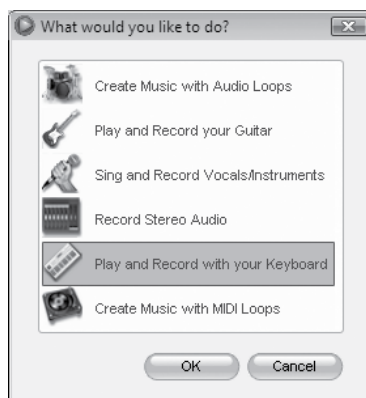 What would you like to do?
Create Music with Audio Loops
Play and Record your Guitar
Sing and Record Vocals/Instruments
Record Stereo Audio
Play and Record with your Keyboard
Create Music with MIDI Loops
OK Cancel